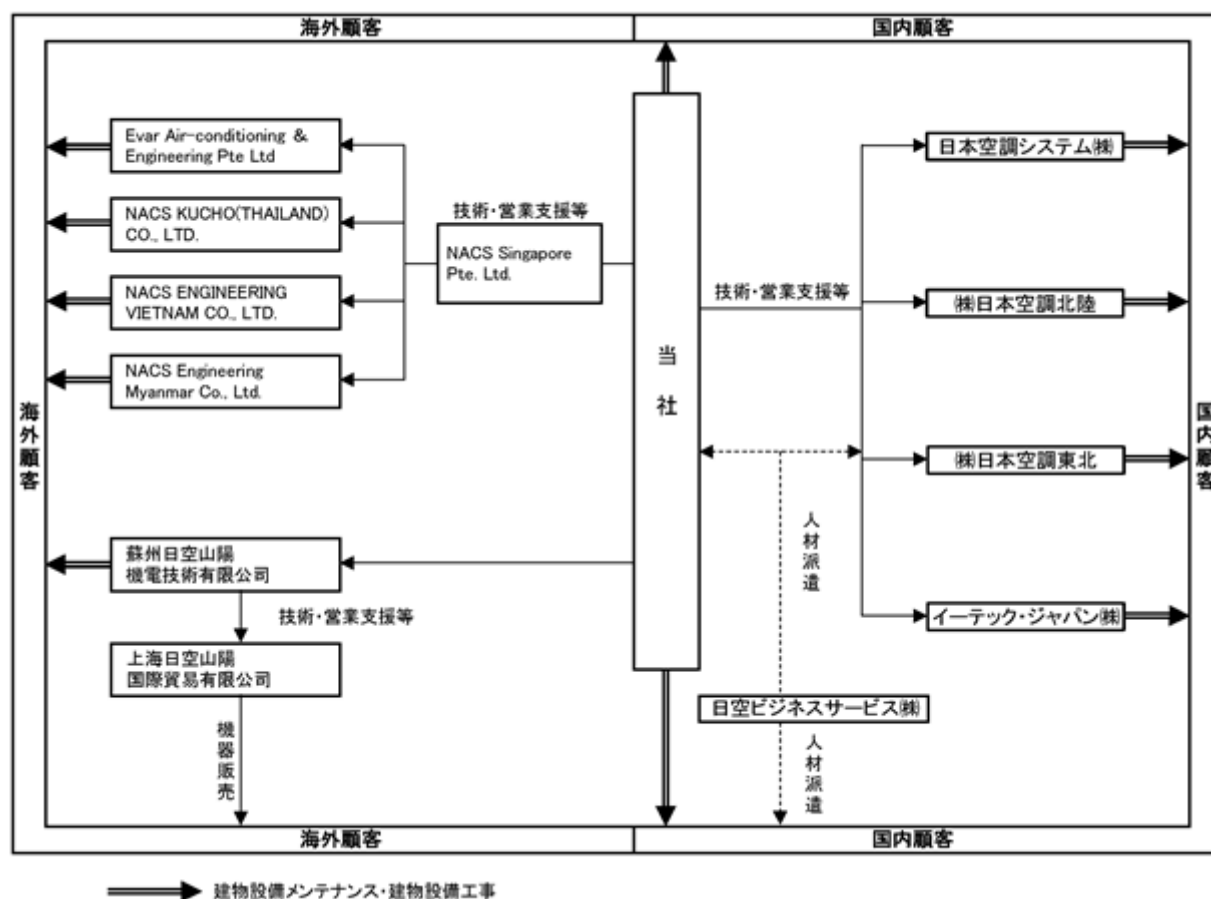 海外顧客
国内顧客
Evar Air-conditioning &
Engineering Pte Ltd
NACS KUCHO(THAILAND)
CO., LTD.
NACS ENGINEERING
VIETNAM CO., LTD.
NACS Engineering
Myanmar Co., Ltd.
技術・営業支援等
NACS Singapore
Pte. Ltd.
当社
技術・営業支援等
日本空調システム㈱
㈱日本空調北陸
㈱日本空調東北
イーテック・ジャパン㈱
海外顧客
国内顧客
人材派遣
蘇州日空山陽
機電技術有限公司
技術・営業支援等
上海日空山陽
国際貿易有限公司
機器販売
日空ビジネスサービス㈱
人材派遣
海外顧客
国内顧客
建物設備メンテナンス・建物設備工事